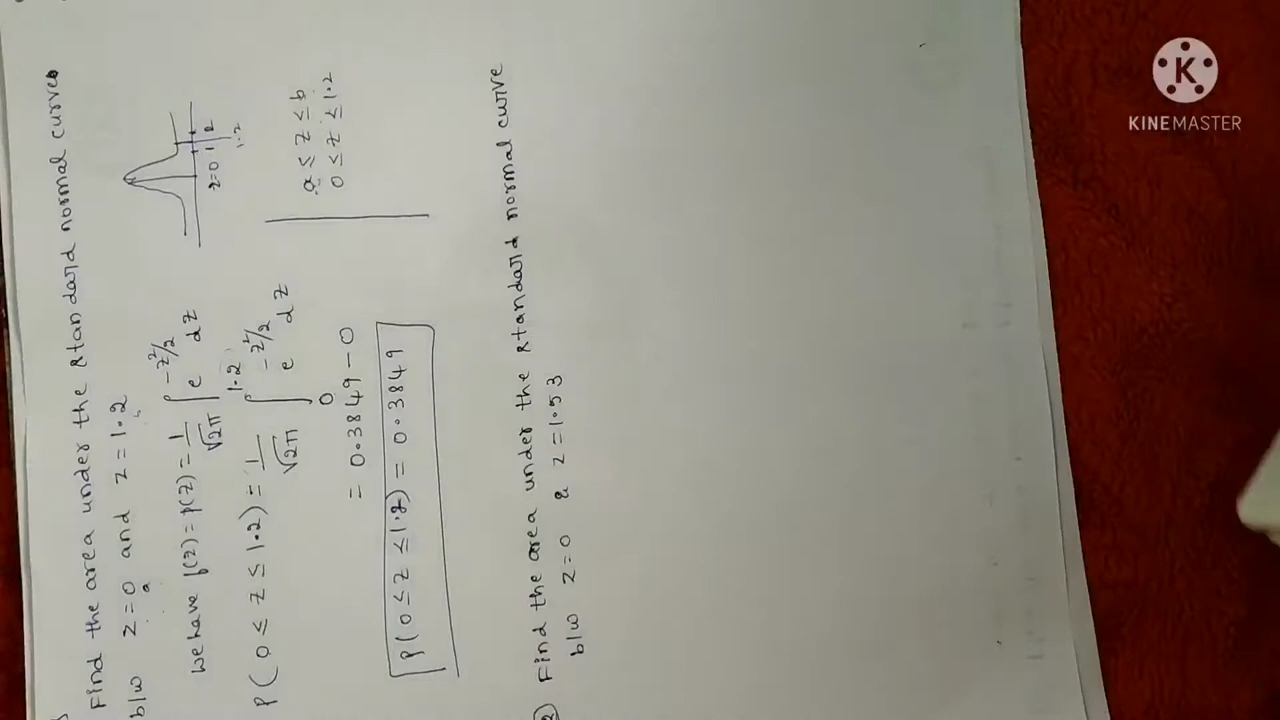 Find the area under the standard normal curve
b/w z=0 and z=1.2
z=0 1 2
1.2
we have f(z) = p(z) = 1/√2π ∫ e^-z²/2 dz
P(0 ≤ z ≤ 1.2) = 1/√2π ∫₀^1.2 e^-z²/2 dz
a ≤ z ≤ b
0 ≤ z ≤ 1.2
= 0.3849 - 0
P(0 ≤ z ≤ 1.2) = 0.3849
2) Find the area under the standard normal curve
b/w z=0 & z=1.53
K
KINEMASTER